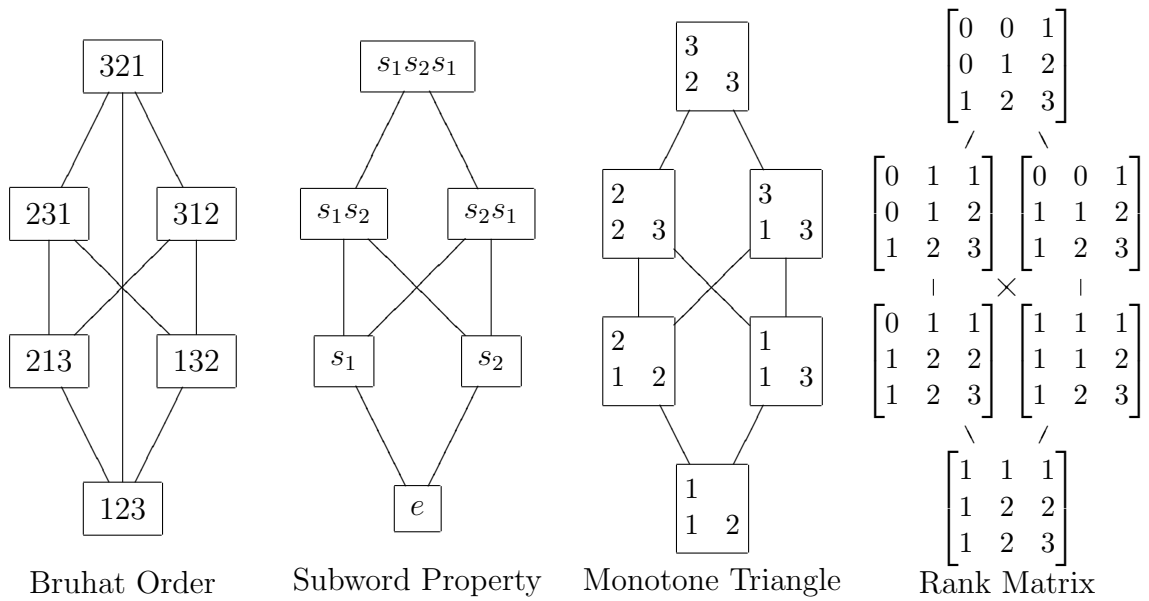 321
231 312
213 132
123
Bruhat Order
s₁s₂s₁
s₁s₂ s₂s₁
s₁ s₂
e
Subword Property
3
2 3
2
2 3
3
1 3
2
1 2
1
1 3
1
1 2
Monotone Triangle
0 0 1
0 1 2
1 2 3
0 1 1
0 1 2
1 2 3
0 0 1
1 1 2
1 2 3
0 1 1
1 2 2
1 2 3
1 1 1
1 1 2
1 2 3
1 1 1
1 2 2
1 2 3
Rank Matrix